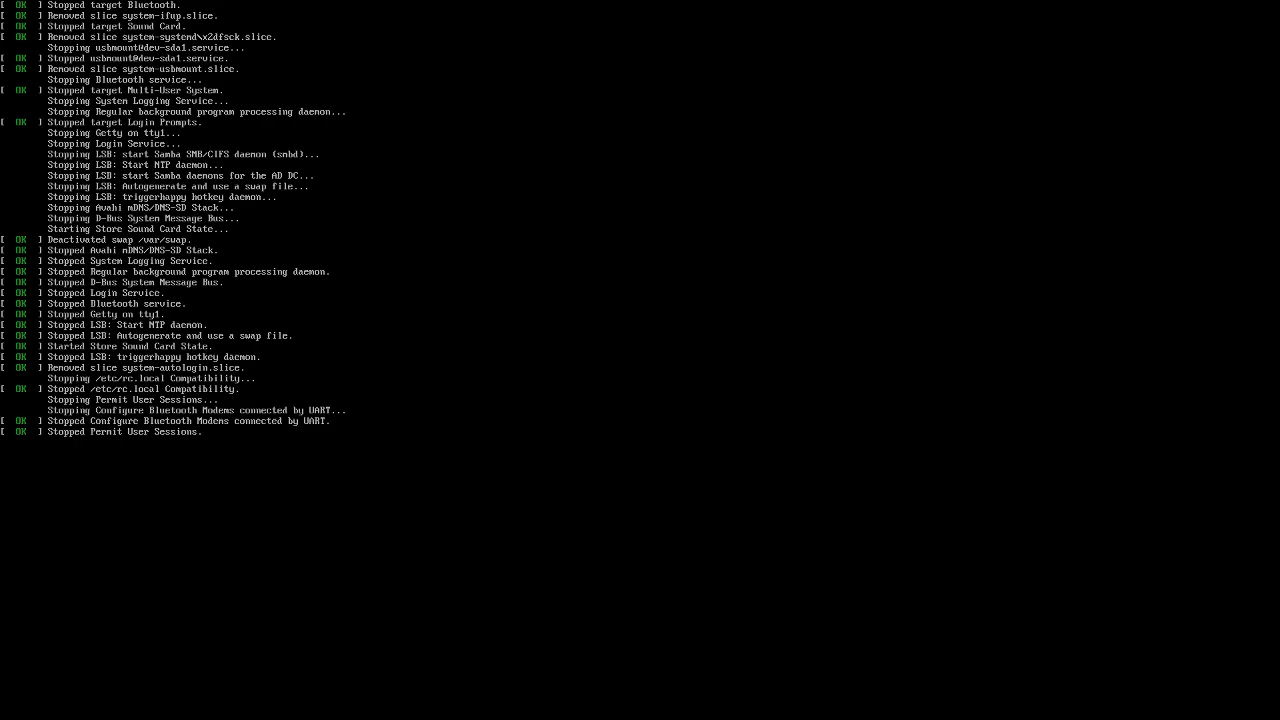 [  OK  ] Stopped target Bluetooth.
[  OK  ] Removed slice system-ifup.slice.
[  OK  ] Stopped target Sound Card.
[  OK  ] Removed slice system-systemd\x2dfsck.slice.
         Stopping usbmount@dev-sda1.service...
[  OK  ] Stopped usbmount@dev-sda1.service.
[  OK  ] Removed slice system-usbmount.slice.
         Stopping Bluetooth service...
[  OK  ] Stopped target Multi-User System.
         Stopping System Logging Service...
         Stopping Regular background program processing daemon...
[  OK  ] Stopped target Login Prompts.
         Stopping Getty on tty1...
         Stopping Login Service...
         Stopping LSB: start Samba SMB/CIFS daemon (smbd)...
         Stopping LSB: Start NTP daemon...
         Stopping LSB: start Samba daemons for the AD DC...
         Stopping LSB: Autogenerate and use a swap file...
         Stopping LSB: triggerhappy hotkey daemon...
         Stopping Avahi mDNS/DNS-SD Stack...
         Stopping D-Bus System Message Bus...
         Starting Store Sound Card State...
[  OK  ] Deactivated swap /var/swap.
[  OK  ] Stopped Avahi mDNS/DNS-SD Stack.
[  OK  ] Stopped System Logging Service.
[  OK  ] Stopped Regular background program processing daemon.
[  OK  ] Stopped D-Bus System Message Bus.
[  OK  ] Stopped Login Service.
[  OK  ] Stopped Bluetooth service.
[  OK  ] Stopped Getty on tty1.
[  OK  ] Stopped LSB: Start NTP daemon.
[  OK  ] Stopped LSB: Autogenerate and use a swap file.
[  OK  ] Started Store Sound Card State.
[  OK  ] Stopped LSB: triggerhappy hotkey daemon.
[  OK  ] Removed slice system-autologin.slice.
         Stopping /etc/rc.local Compatibility...
[  OK  ] Stopped /etc/rc.local Compatibility.
         Stopping Permit User Sessions...
         Stopping Configure Bluetooth Modems connected by UART...
[  OK  ] Stopped Configure Bluetooth Modems connected by UART.
[  OK  ] Stopped Permit User Sessions.